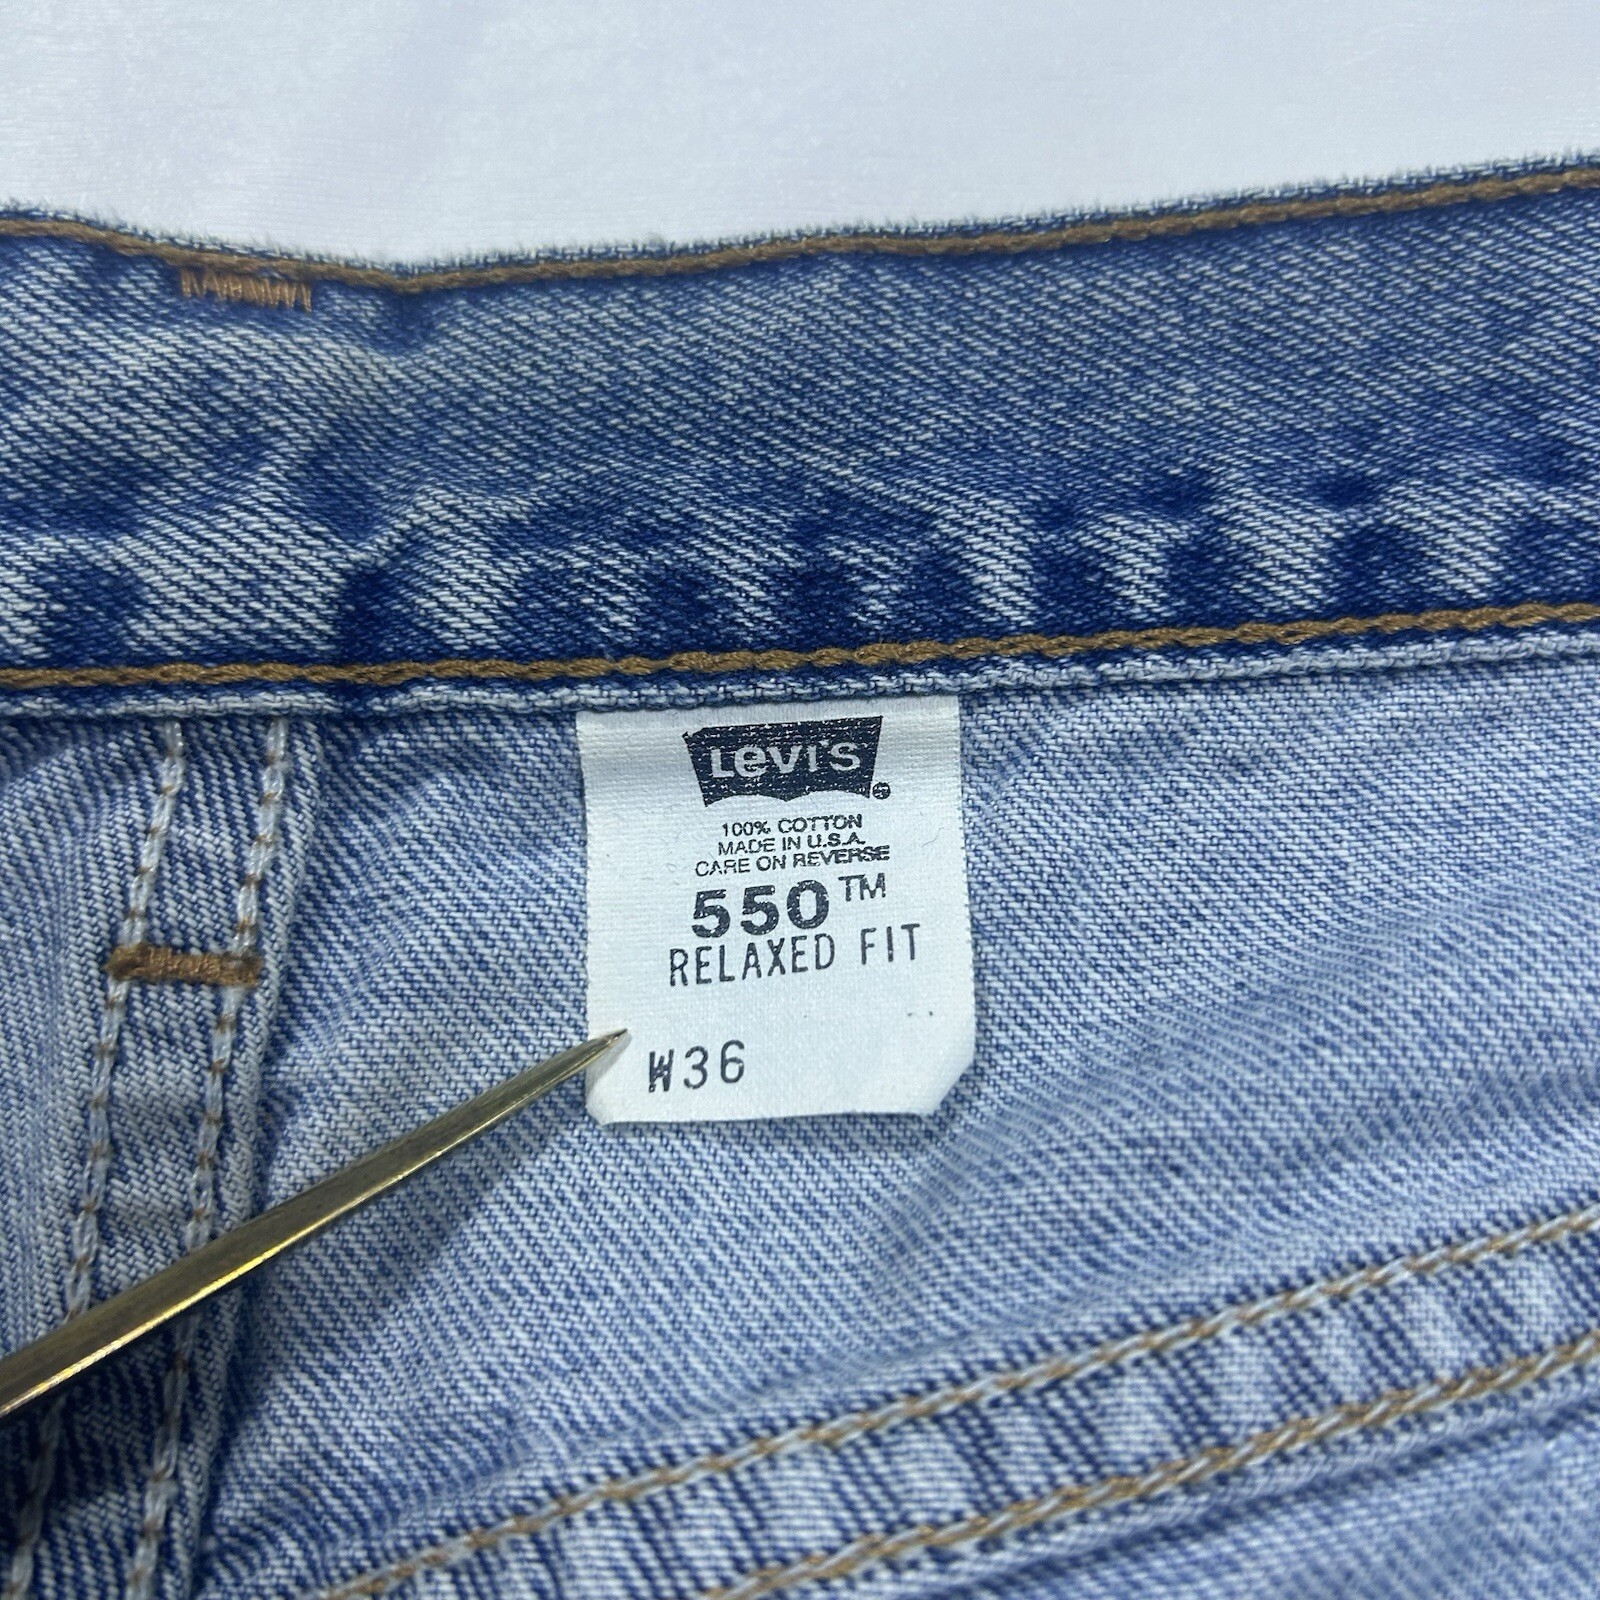 Levi's
100% COTTON
MADE IN U.S.A.
CARE ON REVERSE
550™
RELAXED FIT
W36